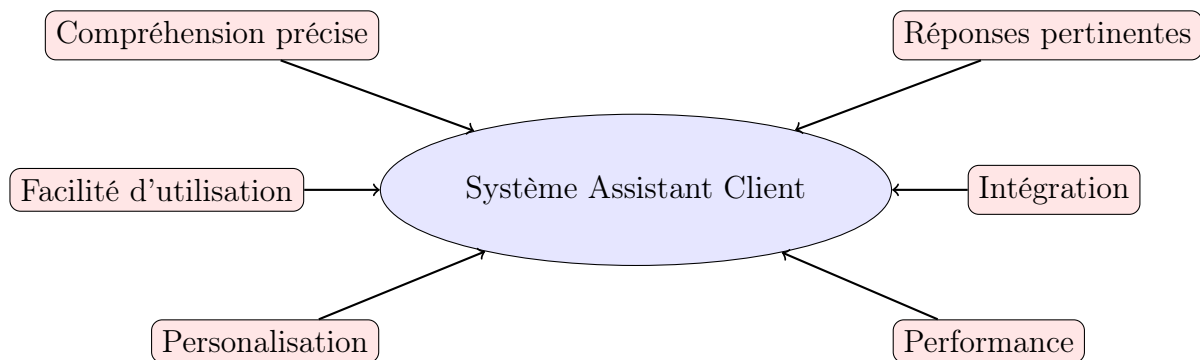 Compréhension précise
Réponses pertinentes
Facilité d'utilisation
Système Assistant Client
Intégration
Personalisation
Performance